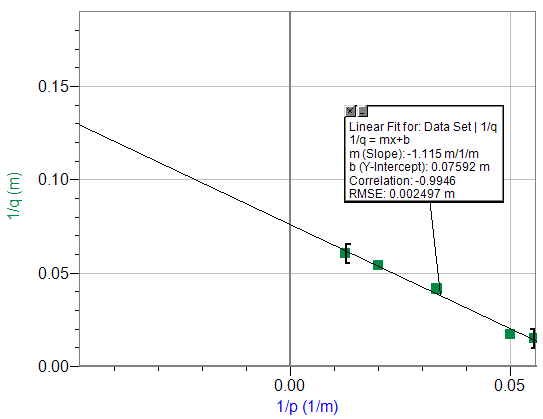 0.15
0.10
0.05
0.00
1/q (m)
Linear Fit for: Data Set | 1/q
1/q = mx+b
m (Slope): -1.115 m/1/m
b (Y-Intercept): 0.07592 m
Correlation: -0.9946
RMSE: 0.002497 m
0.00
0.05
1/p (1/m)